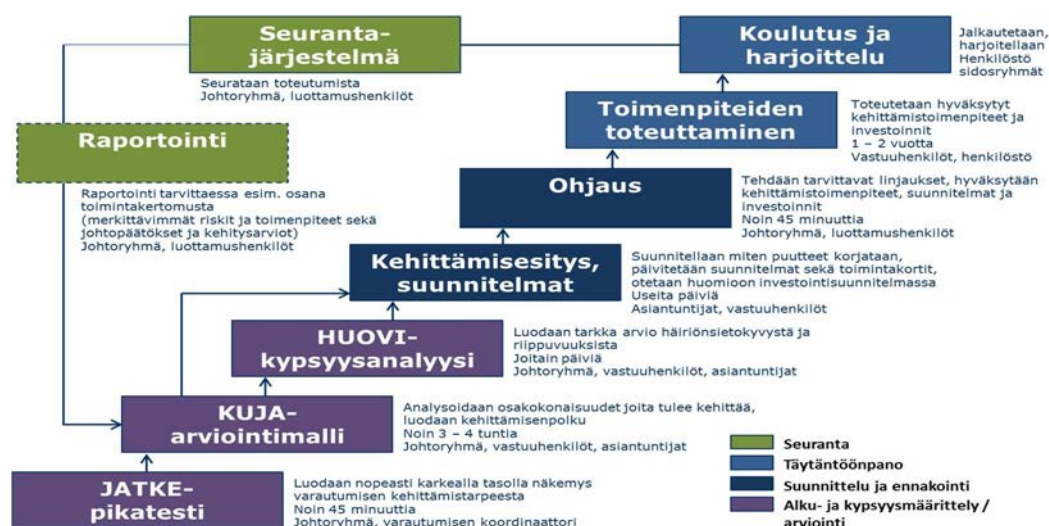 Seuranta-
järjestelmä
Seurataan toteutumista
Johtoryhmä, luottamushenkilöt
Koulutus ja
harjoittelu
Jalkautetaan,
harjoitellaan
Henkilöstö
sidosryhmät
Raportointi
Raportointi tarvittaessa esim. osana
toimintakertomusta
(merkittävimmät riskit ja toimenpiteet sekä
johtopäätökset ja kehitysarviot)
Johtoryhmä, luottamushenkilöt
Toimenpiteiden
toteuttaminen
Toteutetaan hyväksytyt
kehittämistoimenpiteet ja
investoinnit
1 – 2 vuotta
Vastuuhenkilöt, henkilöstö
Ohjaus
Tehdään tarvittavat linjaukset, hyväksytään
kehittämistoimenpiteet, suunnitelmat ja
investoinnit
Noin 45 minuuttia
Johtoryhmä, luottamushenkilöt
Kehittämisesitys,
suunnitelmat
Suunnitellaan miten puutteet korjataan,
päivitetään suunnitelmat sekä toimintakortit,
otetaan huomioon investointisuunnitelmassa
Useita päiviä
Asiantuntijat, vastuuhenkilöt
HUOVI-
kypsyysanalyysi
Luodaan tarkka arvio häiriönsietokyvystä ja
riippuvuuksista
Joitain päiviä
Johtoryhmä, vastuuhenkilöt, asiantuntijat
KUJA-
arviointimalli
Analysoidaan osakokonaisuudet joita tulee kehittää,
luodaan kehittämisenpolku
Noin 3 – 4 tuntia
Johtoryhmä, vastuuhenkilöt, asiantuntijat
JATKE-
pikatesti
Luodaan nopeasti karkealla tasolla näkemys
varautumisen kehittämistarpeesta
Noin 45 minuuttia
Johtoryhmä, varautumisen koordinaattori
Seuranta
Täytäntöönpano
Suunnittelu ja ennakointi
Alku- ja kypsyysmäärittely /
arviointi